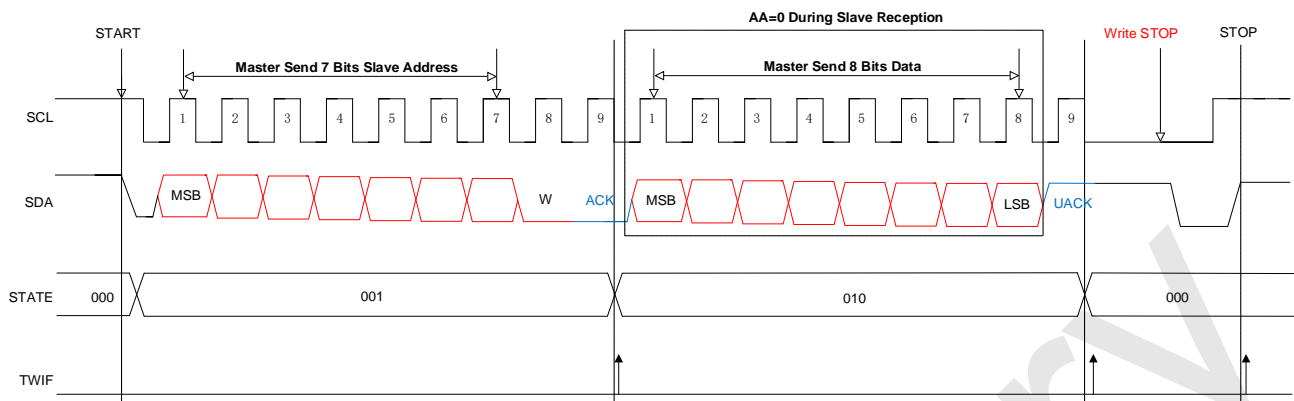 AA=0 During Slave Reception
START
Write STOP
STOP
Master Send 7 Bits Slave Address
Master Send 8 Bits Data
SCL
1 2 3 4 5 6 7 8 9 1 2 3 4 5 6 7 8 9
SDA
MSB W ACK MSB LSB UACK
STATE
000 001 010 000
TWIF